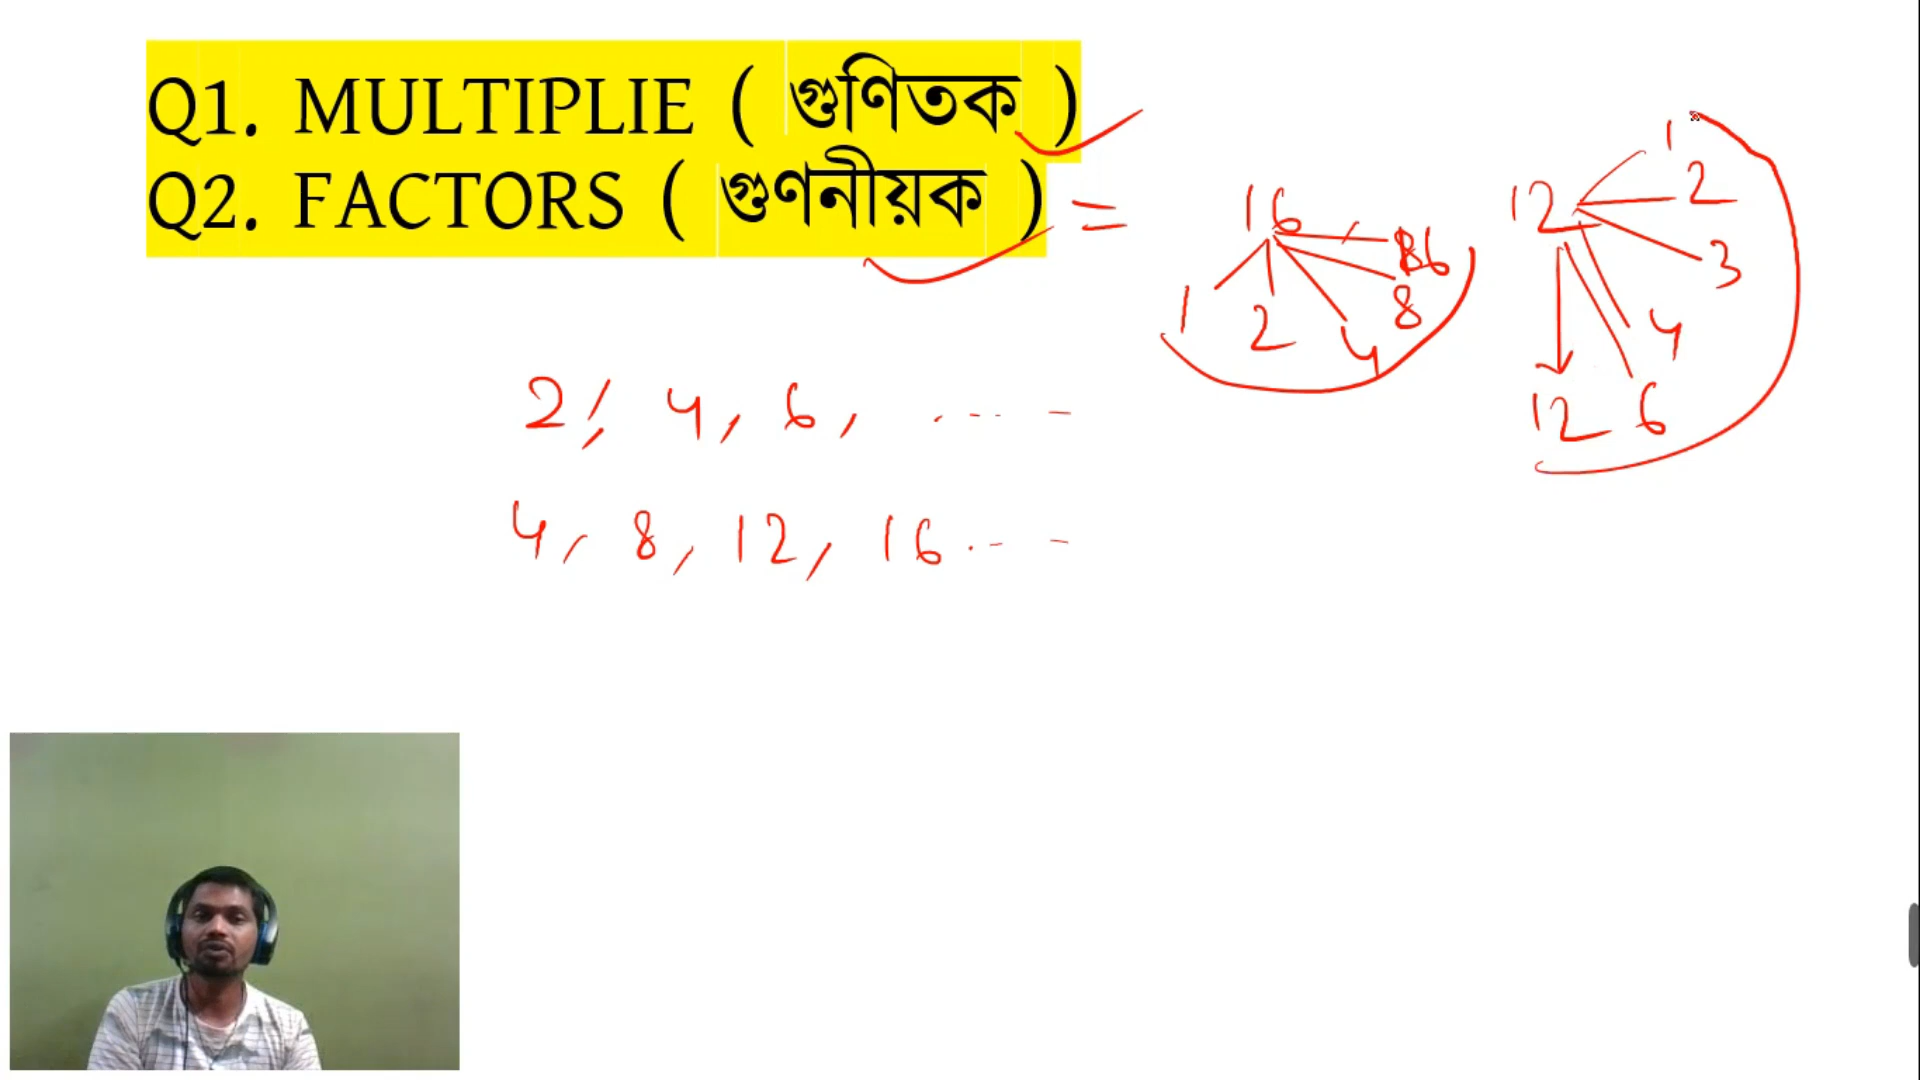 Q1. MULTIPLIE ( গুণিতক )
Q2. FACTORS ( গুণনীয়ক ) =
16
1 2 4 8 16
12
1
2
3
4
6
12
2, 4, 6, .... -
4, 8, 12, 16 .. - -